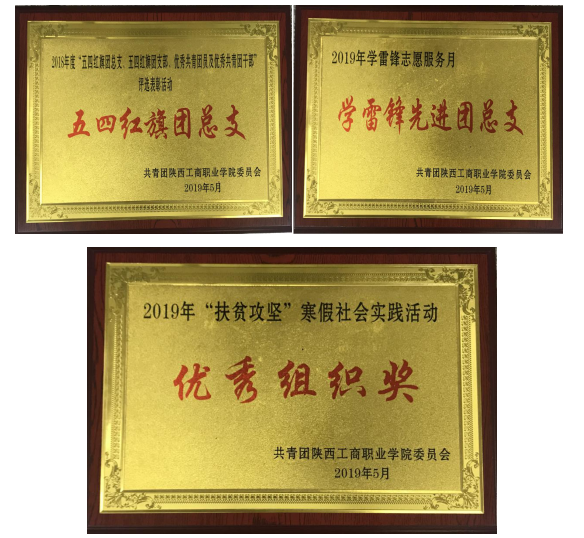 2018年度“五四红旗团总支、五四红旗团支部、优秀共青团员及优秀共青团干部”
评选表彰活动
五四红旗团总支
共青团陕西工商职业学院委员会
2019年5月
2019年学雷锋志愿服务月
学雷锋先进团总支
共青团陕西工商职业学院委员会
2019年5月
2019年“扶贫攻坚”寒假社会实践活动
优秀组织奖
共青团陕西工商职业学院委员会
2019年5月